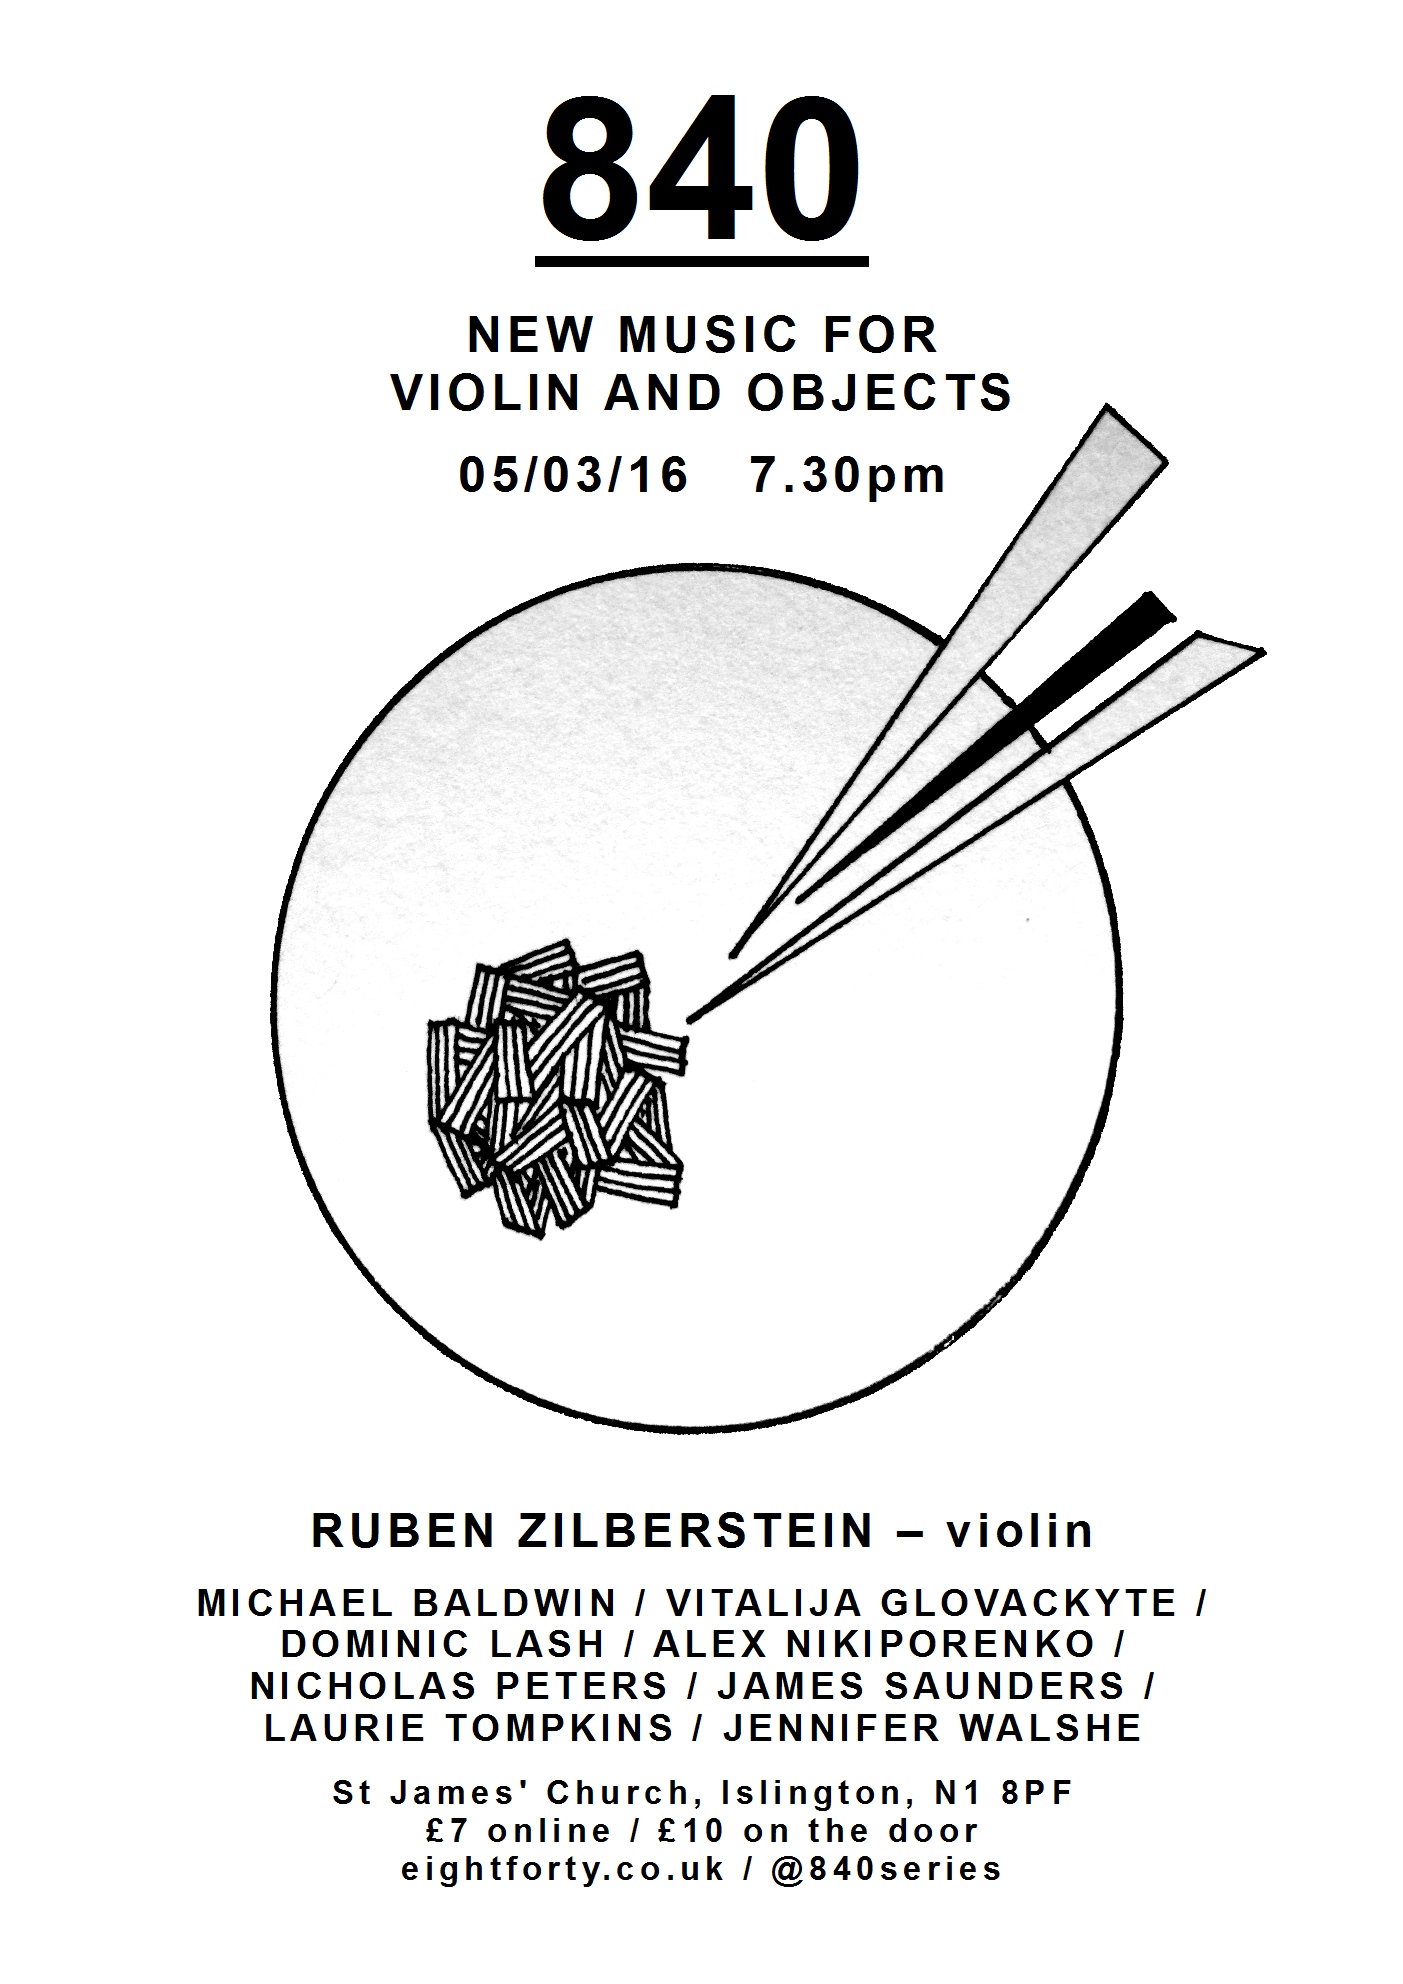 840
NEW MUSIC FOR
VIOLIN AND OBJECTS
05/03/16 7.30pm
RUBEN ZILBERSTEIN – violin
MICHAEL BALDWIN / VITALIJA GLOVACKYTE /
DOMINIC LASH / ALEX NIKIPORENKO /
NICHOLAS PETERS / JAMES SAUNDERS /
LAURIE TOMPKINS / JENNIFER WALSHE
St James' Church, Islington, N1 8PF
£7 online / £10 on the door
eightforty.co.uk / @840series